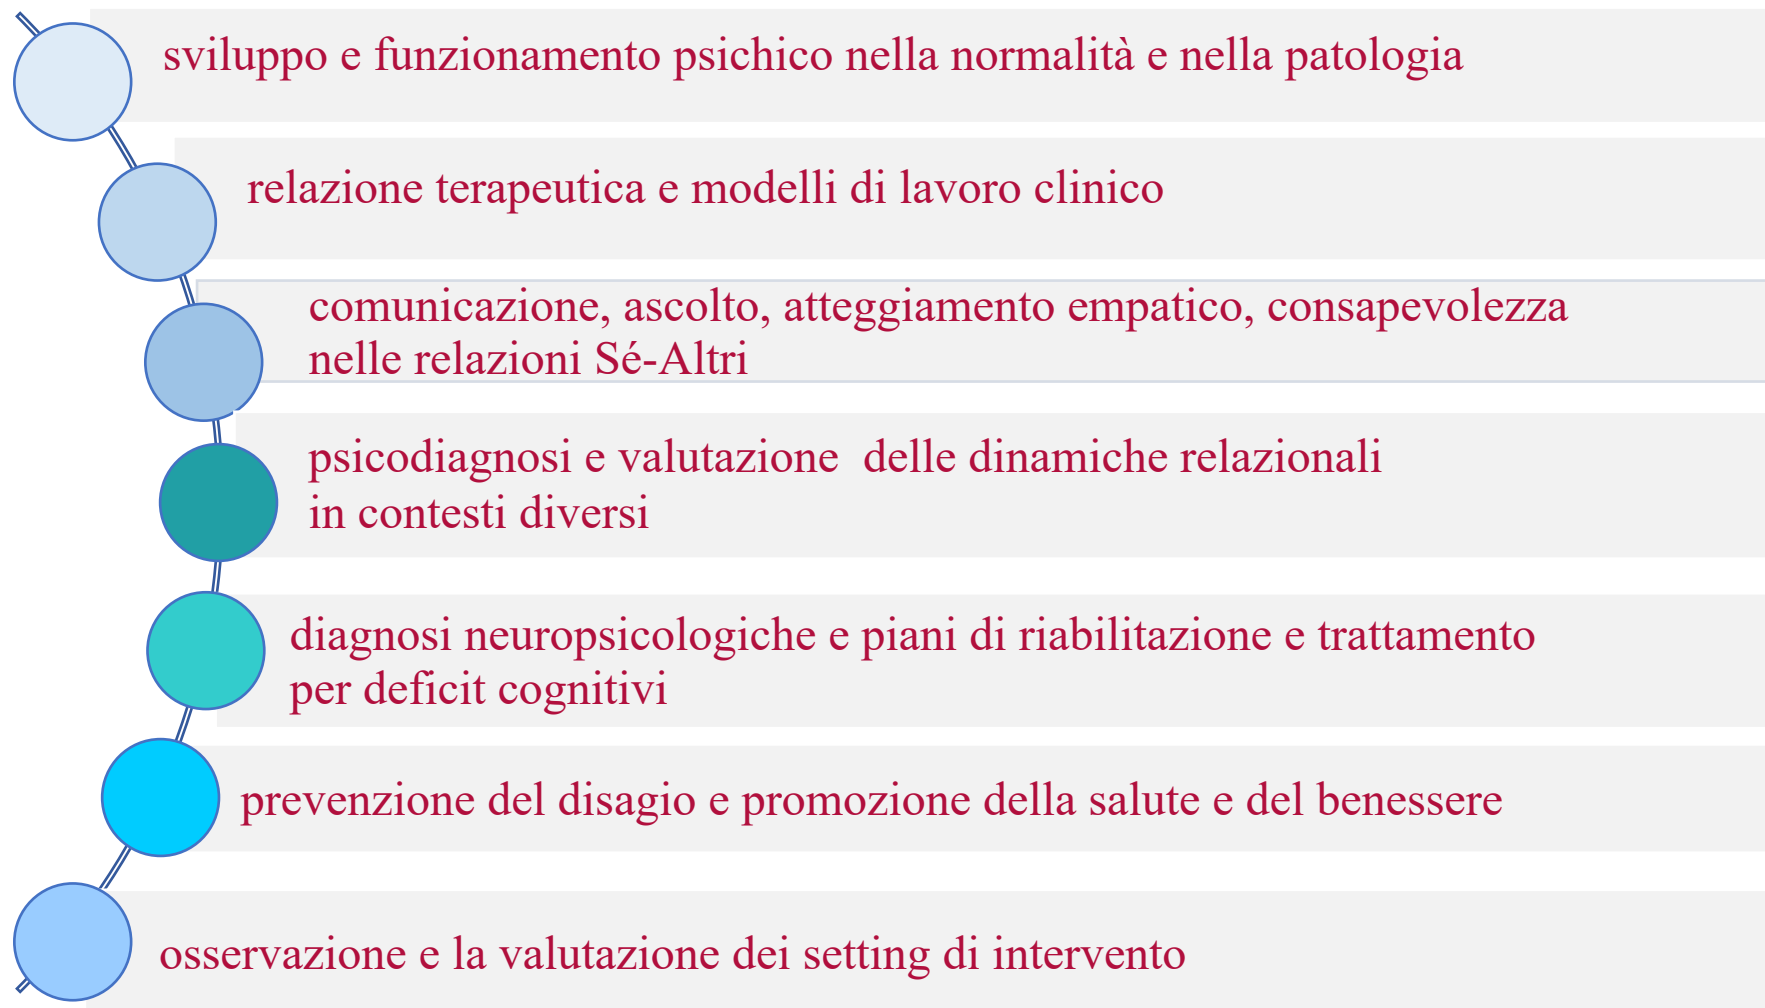 sviluppo e funzionamento psichico nella normalità e nella patologia
relazione terapeutica e modelli di lavoro clinico
comunicazione, ascolto, atteggiamento empatico, consapevolezza
nelle relazioni Sé-Altri
psicodiagnosi e valutazione  delle dinamiche relazionali
in contesti diversi
diagnosi neuropsicologiche e piani di riabilitazione e trattamento
per deficit cognitivi
prevenzione del disagio e promozione della salute e del benessere
osservazione e la valutazione dei setting di intervento